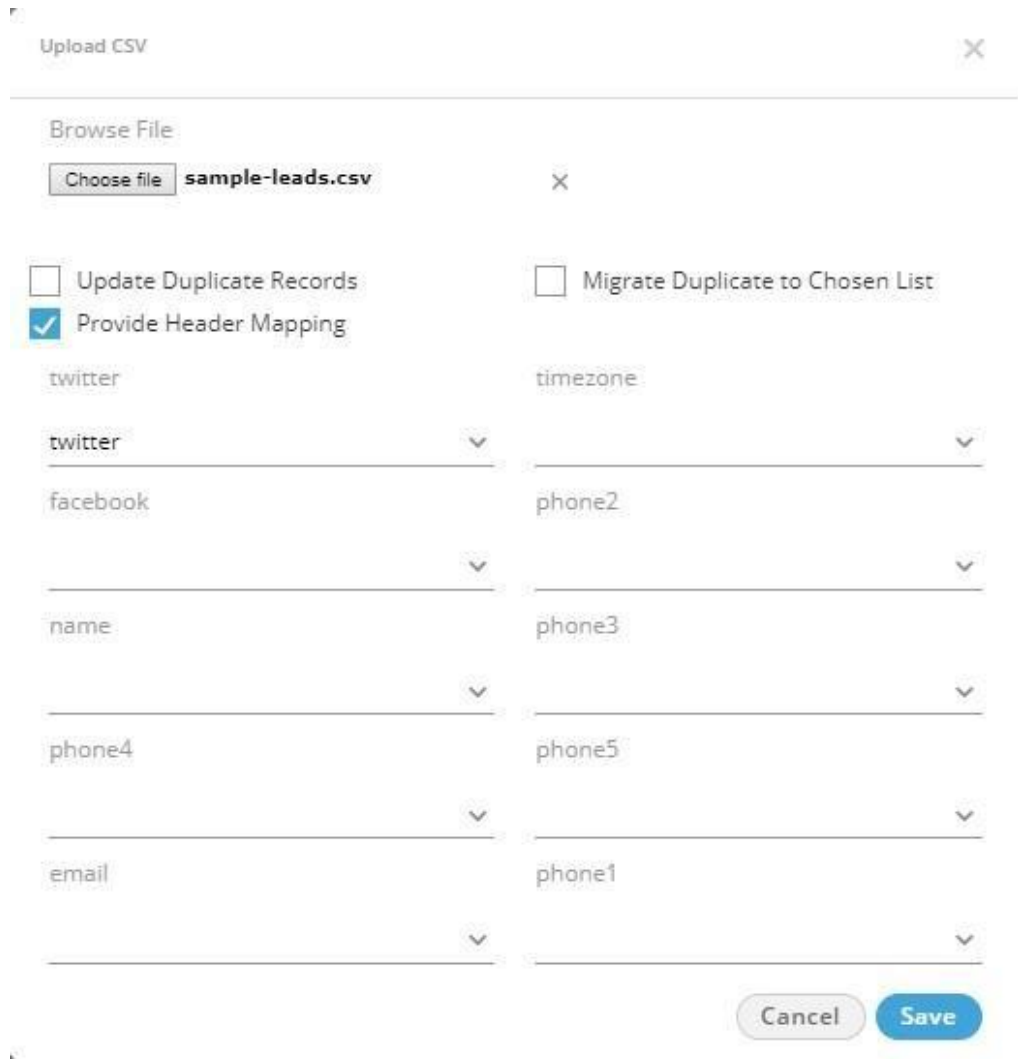 Upload CSV
Browse File
Choose file sample-leads.csv
Update Duplicate Records Migrate Duplicate to Chosen List
Provide Header Mapping
twitter timezone
twitter
facebook phone2
name phone3
phone4 phone5
email phone1
Cancel Save